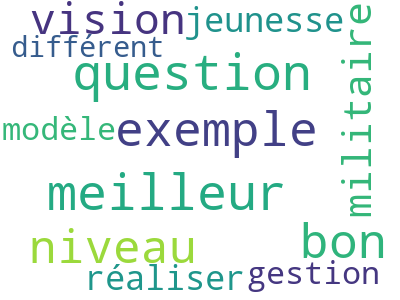 vision
jeunesse
différent
question
militaire
modèle
exemple
meilleur
niveau
bon
réaliser
gestion